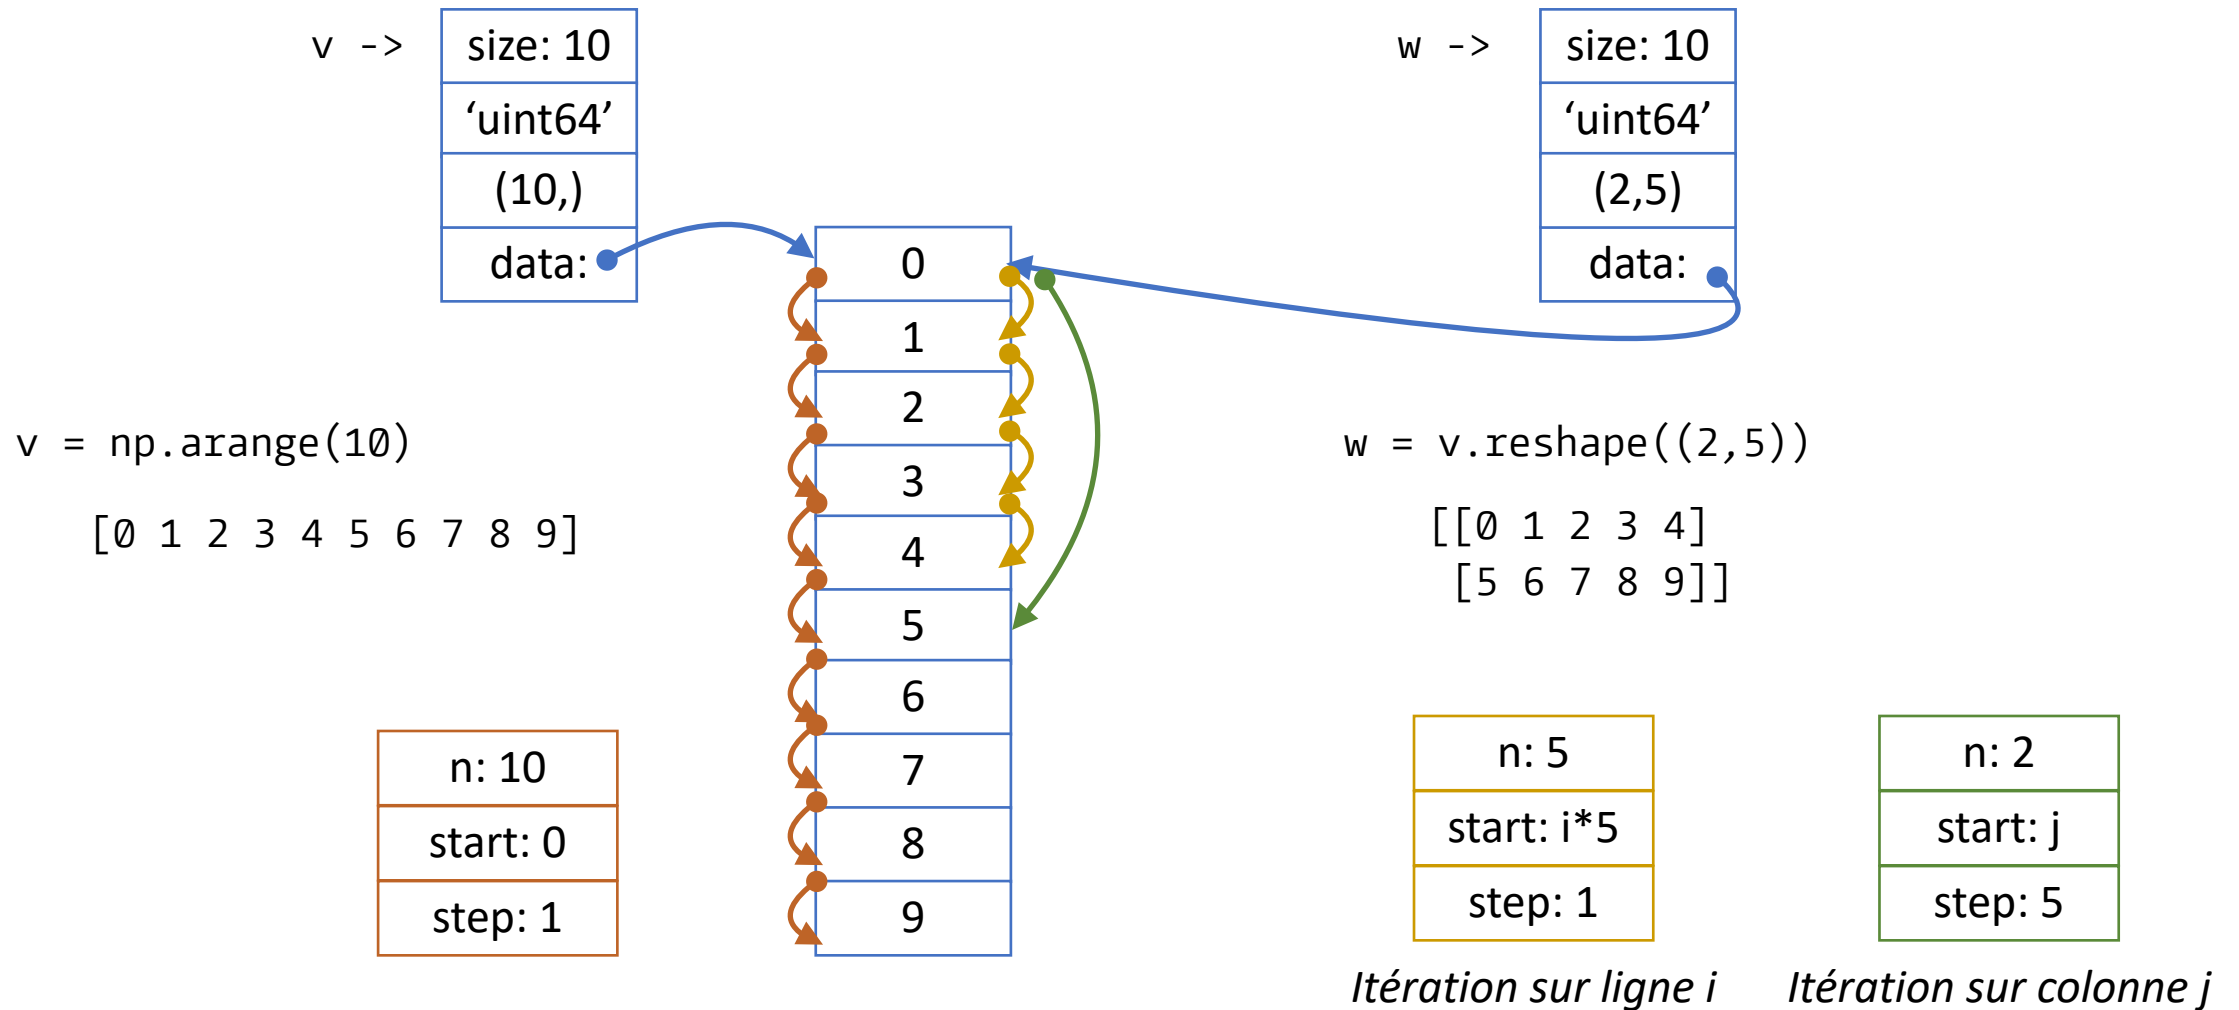 v ->
size: 10
‘uint64’
(10,)
data:
w ->
size: 10
‘uint64’
(2,5)
data:
0
1
2
3
4
5
6
7
8
9
v = np.arange(10)
[0 1 2 3 4 5 6 7 8 9]
w = v.reshape((2,5))
[[0 1 2 3 4]
[5 6 7 8 9]]
n: 10
start: 0
step: 1
n: 5
start: i*5
step: 1
Itération sur ligne i
n: 2
start: j
step: 5
Itération sur colonne j